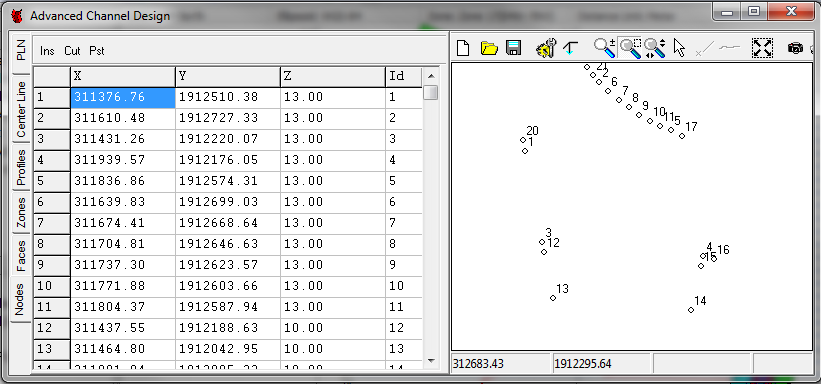 Advanced Channel Design
PLN
Center Line
Profiles
Zones
Faces
Nodes
Ins Cut Pst
X Y Z Id
1 311376.76 1912510.38 13.00 1
2 311610.48 1912727.33 13.00 2
3 311431.26 1912220.07 13.00 3
4 311939.57 1912176.05 13.00 4
5 311836.86 1912574.31 13.00 5
6 311639.83 1912699.03 13.00 6
7 311674.41 1912668.64 13.00 7
8 311704.81 1912646.63 13.00 8
9 311737.30 1912623.57 13.00 9
10 311771.88 1912603.66 13.00 10
11 311804.37 1912587.94 13.00 11
12 311437.55 1912188.63 10.00 12
13 311464.80 1912042.95 10.00 13
21
2
6
7
8
9
10
11
5
17
20
1
3
12
4
16
15
13
14
312683.43 1912295.64